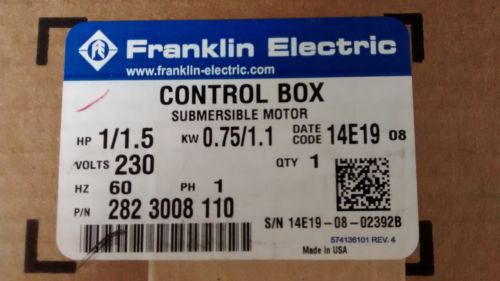 Franklin Electric
www.franklin-electric.com
CONTROL BOX
SUBMERSIBLE MOTOR
HP 1/1.5 KW 0.75/1.1 DATE CODE 14E19 08
VOLTS 230 QTY 1
HZ 60 PH 1
P/N 282 3008 110
S/N 14E19-08-02392B
574136101 REV. 4
Made in USA